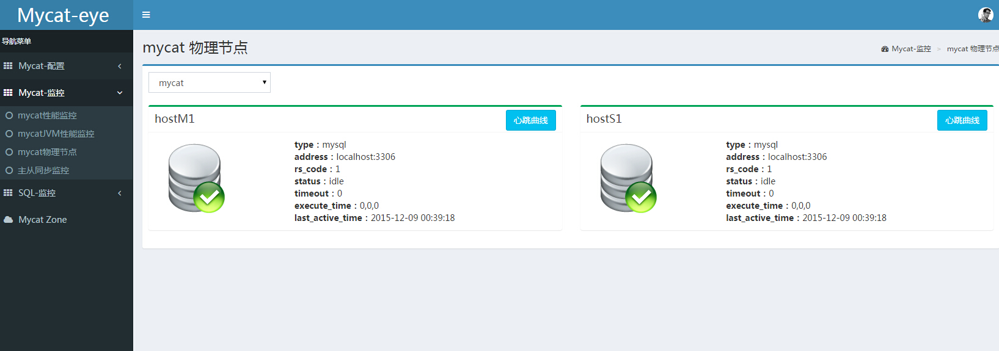 Mycat-eye
导航菜单
Mycat-配置
Mycat-监控
mycat性能监控
mycatJVM性能监控
mycat物理节点
主从同步监控
SQL-监控
Mycat Zone
mycat 物理节点
Mycat-监控 > mycat 物理节点
mycat
hostM1
心跳曲线
type：mysql
address：localhost:3306
rs_code：1
status：idle
timeout：0
execute_time：0,0,0
last_active_time：2015-12-09 00:39:18
hostS1
心跳曲线
type：mysql
address：localhost:3306
rs_code：1
status：idle
timeout：0
execute_time：0,0,0
last_active_time：2015-12-09 00:39:18